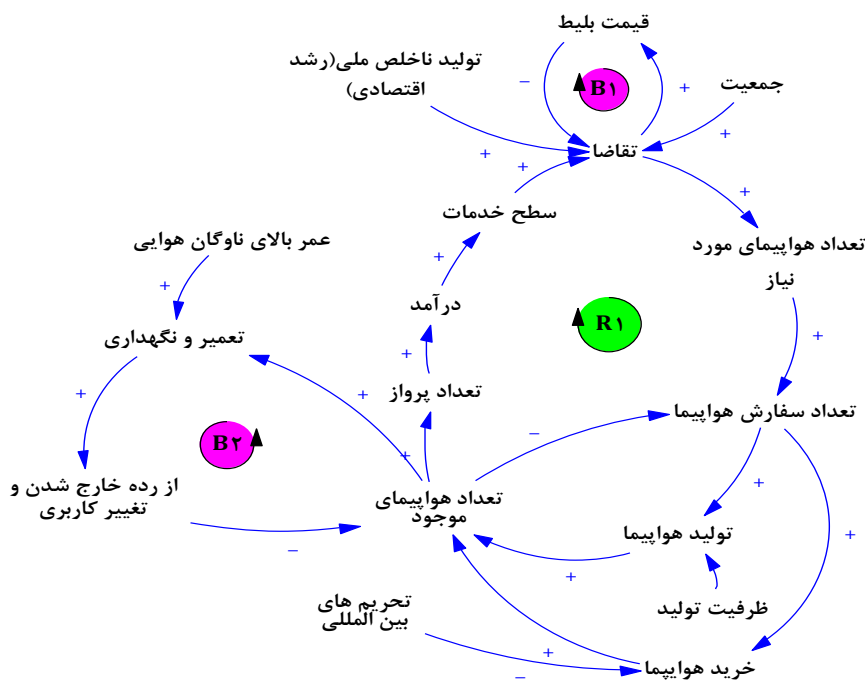 قیمت بلیط
تولید ناخلص ملی(رشد
اقتصادی)
B۱
جمعیت
–
+
+
+
+
تقاضا
+
سطح خدمات
عمر بالای ناوگان هوایی
+
تعداد هواپیمای مورد
نیاز
+
درآمد
R۱
تعمیر و نگهداری
+
+
تعداد پرواز
+
+
–
تعداد سفارش هواپیما
B۲
+
از رده خارج شدن و
تغییر کاربری
تعداد هواپیمای
موجود
+
–
تولید هواپیما
+
+
تحریم های
بین المللی
ظرفیت تولید
+
–
خرید هوایپما